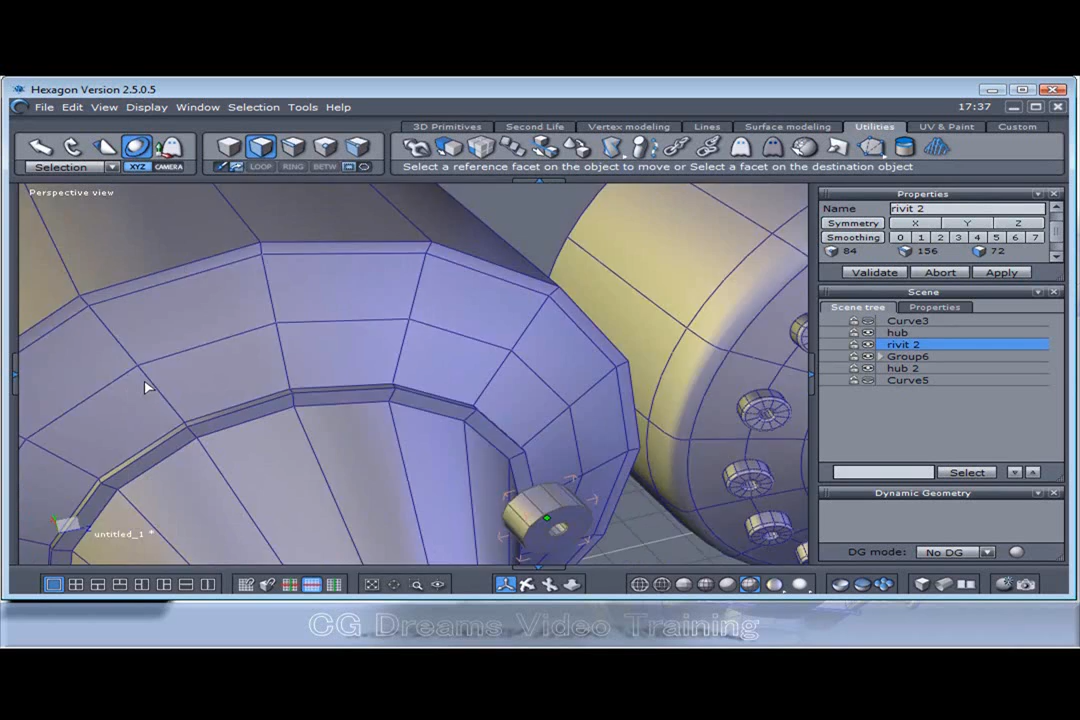 Hexagon Version 2.5.0.5
File Edit View Display Window Selection Tools Help 17:37
3D Primitives Second Life Vertex modeling Lines Surface modeling Utilities UV & Paint Custom
Selection XYZ CAMERA LOOP RING BETW Select a reference facet on the object to move or Select a facet on the destination object
Perspective view
Properties
Name rivit 2
Symmetry X Y Z
Smoothing 0 1 2 3 4 5 6 7
84 156 72
Validate Abort Apply
Scene
Scene tree Properties
Curve3
hub
rivit 2
Group6
hub 2
Curve5
Select
Dynamic Geometry
untitled_1 *
DG mode: No DG
CG Dreams Video Training